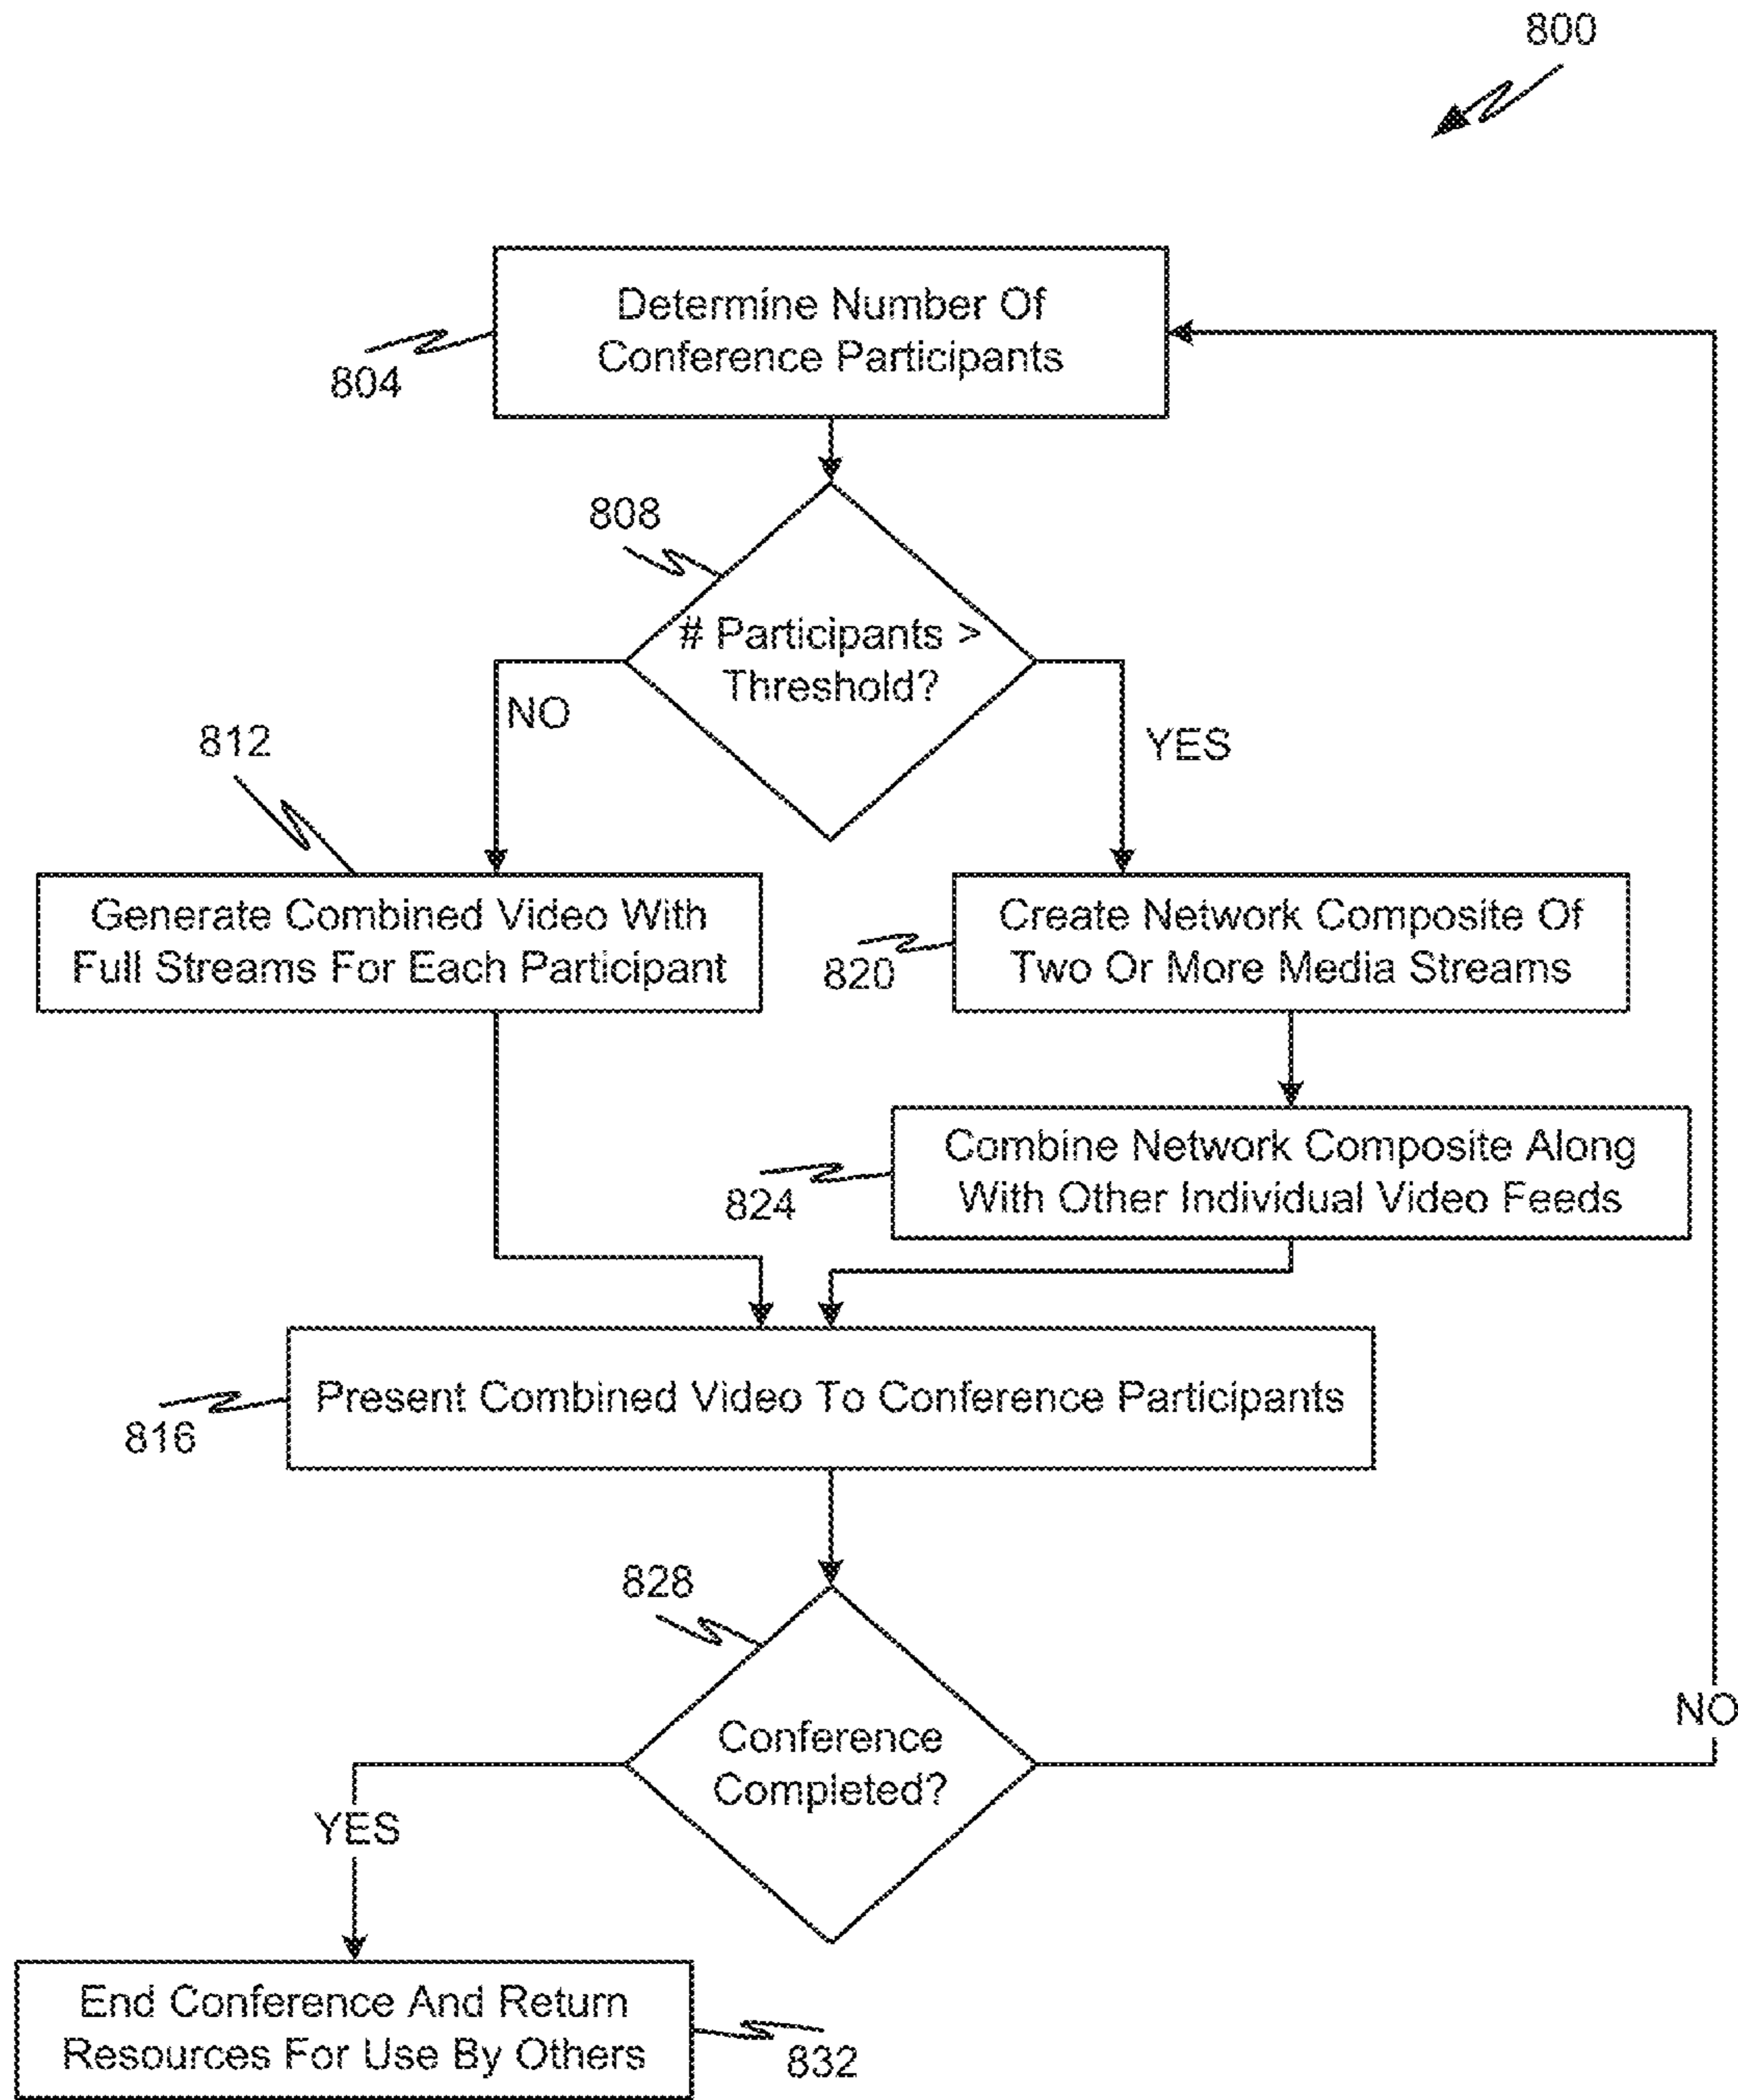 800
Determine Number Of
Conference Participants
804
808
# Participants >
Threshold?
NO
YES
812
Generate Combined Video With
Full Streams For Each Participant
Create Network Composite Of
Two Or More Media Streams
820
Combine Network Composite Along
With Other Individual Video Feeds
824
Present Combined Video To Conference Participants
816
828
Conference
Completed?
NO
YES
End Conference And Return
Resources For Use By Others
832